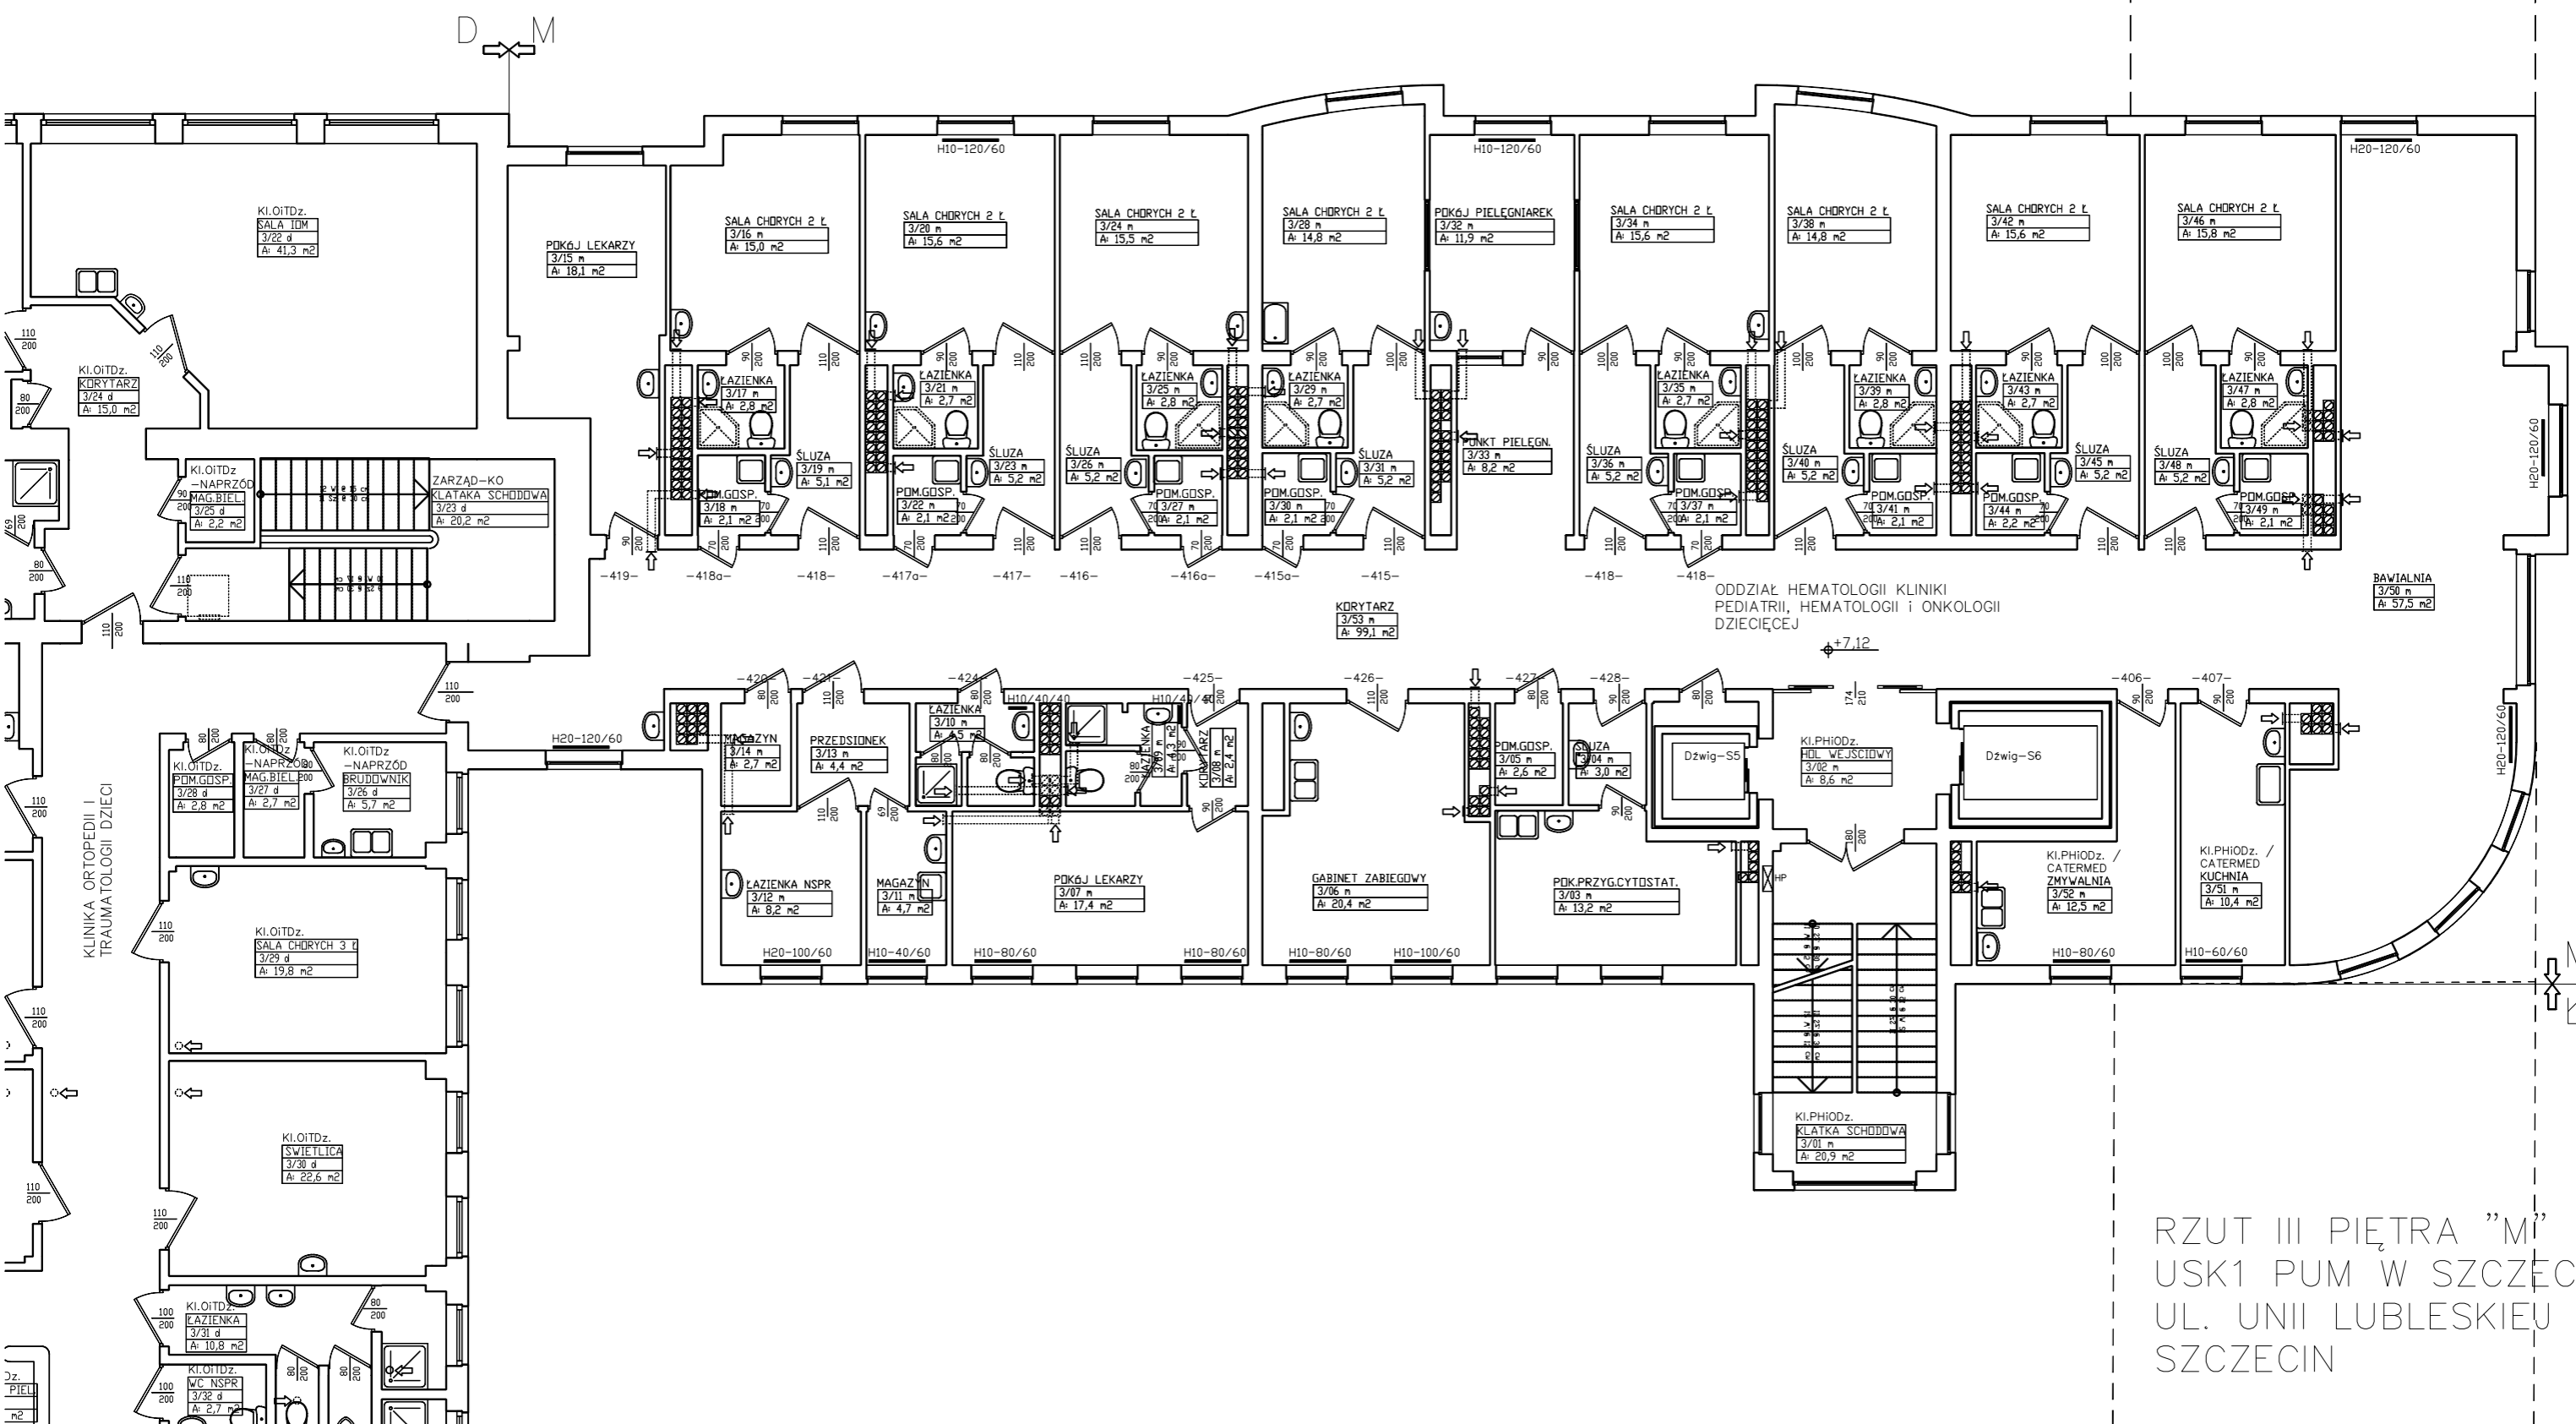 D M
Kl.OiTDz.
SALA IOM
3/22 d
A: 41,3 m2
POKÓJ LEKARZY
3/15 m
A: 18,1 m2
SALA CHORYCH 2 Ł
3/16 m
A: 15,0 m2
H10-120/60
SALA CHORYCH 2 Ł
3/20 m
A: 15,6 m2
SALA CHORYCH 2 Ł
3/24 m
A: 15,5 m2
SALA CHORYCH 2 Ł
3/28 m
A: 14,8 m2
H10-120/60
POKÓJ PIELĘGNIAREK
3/32 m
A: 11,9 m2
SALA CHORYCH 2 Ł
3/34 m
A: 15,6 m2
SALA CHORYCH 2 Ł
3/38 m
A: 14,8 m2
SALA CHORYCH 2 Ł
3/42 m
A: 15,6 m2
SALA CHORYCH 2 Ł
3/46 m
A: 15,8 m2
H20-120/60
Kl.OiTDz.
KORYTARZ
3/24 d
A: 15,0 m2
Kl.OiTDz
-NAPRZÓD
MAG.BIEL.
3/25 d
A: 2,2 m2
ZARZĄD-KO
KLATAKA SCHODOWA
3/23 d
A: 20,2 m2
ŁAZIENKA
3/17 m
A: 2,8 m2
POM.GOSP.
3/18 m
A: 2,1 m2
ŚLUZA
3/19 m
A: 5,1 m2
ŁAZIENKA
3/21 m
A: 2,7 m2
POM.GOSP.
3/22 m
A: 2,1 m2
ŚLUZA
3/23 m
A: 5,2 m2
ŚLUZA
3/26 m
A: 5,2 m2
ŁAZIENKA
3/25 m
A: 2,8 m2
POM.GOSP.
3/27 m
A: 2,1 m2
ŁAZIENKA
3/29 m
A: 2,7 m2
POM.GOSP.
3/30 m
A: 2,1 m2
ŚLUZA
3/31 m
A: 5,2 m2
PUNKT PIELĘGN.
3/33 m
A: 8,2 m2
ŚLUZA
3/36 m
A: 5,2 m2
ŁAZIENKA
3/35 m
A: 2,7 m2
POM.GOSP.
3/37 m
A: 2,1 m2
ŚLUZA
3/40 m
A: 5,2 m2
ŁAZIENKA
3/39 m
A: 2,8 m2
POM.GOSP.
3/41 m
A: 2,1 m2
ŁAZIENKA
3/43 m
A: 2,7 m2
POM.GOSP.
3/44 m
A: 2,2 m2
ŚLUZA
3/45 m
A: 5,2 m2
ŚLUZA
3/48 m
A: 5,2 m2
ŁAZIENKA
3/47 m
A: 2,8 m2
POM.GOSP.
3/49 m
A: 2,1 m2
H20-120/60
-419- -418a- -418- -417a- -417- -416- -416a- -415a- -415- -418- -418-
ODDZIAŁ HEMATOLOGII KLINIKI
PEDIATRII, HEMATOLOGII i ONKOLOGII
DZIECIĘCEJ
+7,12
KORYTARZ
3/53 m
A: 99,1 m2
BAWIALNIA
3/50 m
A: 57,5 m2
-420- -421- -424- -425- -426- -427- -428- -406- -407-
H20-120/60
H10/40/40
MAGAZYN
3/14 m
A: 2,7 m2
PRZEDSIONEK
3/13 m
A: 4,4 m2
ŁAZIENKA
3/10 m
A: 4,5 m2
ŁAZIENKA
3/09 m
A: 4,3 m2
KORYTARZ
3/08 m
A: 2,4 m2
POM.GOSP.
3/05 m
A: 2,6 m2
ŚLUZA
3/04 m
A: 3,0 m2
Dźwig-S5
Kl.PHiODz.
HOL WEJŚCIOWY
3/02 m
A: 8,6 m2
Dźwig-S6
H20-120/60
Kl.OiTDz.
POM.GOSP.
3/28 d
A: 2,8 m2
Kl.OiTDz
-NAPRZÓD
MAG.BIEL.
3/27 d
A: 2,7 m2
Kl.OiTDz
-NAPRZÓD
BRUDOWNIK
3/26 d
A: 5,7 m2
KLINIKA ORTOPEDII I
TRAUMATOLOGII DZIECI
ŁAZIENKA NSPR
3/12 m
A: 8,2 m2
MAGAZYN
3/11 m
A: 4,7 m2
POKÓJ LEKARZY
3/07 m
A: 17,4 m2
GABINET ZABIEGOWY
3/06 m
A: 20,4 m2
POK.PRZYG.CYTOSTAT.
3/03 m
A: 13,2 m2
HP
Kl.PHiODz. /
CATERMED
ZMYWALNIA
3/52 m
A: 12,5 m2
Kl.PHiODz. /
CATERMED
KUCHNIA
3/51 m
A: 10,4 m2
H20-100/60
H10-40/60
H10-80/60
H10-80/60
H10-80/60
H10-100/60
H10-80/60
H10-60/60
Kl.OiTDz.
SALA CHORYCH 3 Ł
3/29 d
A: 19,8 m2
Kl.OiTDz.
ŚWIETLICA
3/30 d
A: 22,6 m2
Kl.PHiODz.
KLATKA SCHODOWA
3/01 m
A: 20,9 m2
Kl.OiTDz.
ŁAZIENKA
3/31 d
A: 10,8 m2
Kl.OiTDz.
WC NSPR
3/32 d
A: 2,7 m2
RZUT III PIĘTRA "M"
USK1 PUM W SZCZEC
UL. UNII LUBLESKIEJ
SZCZECIN